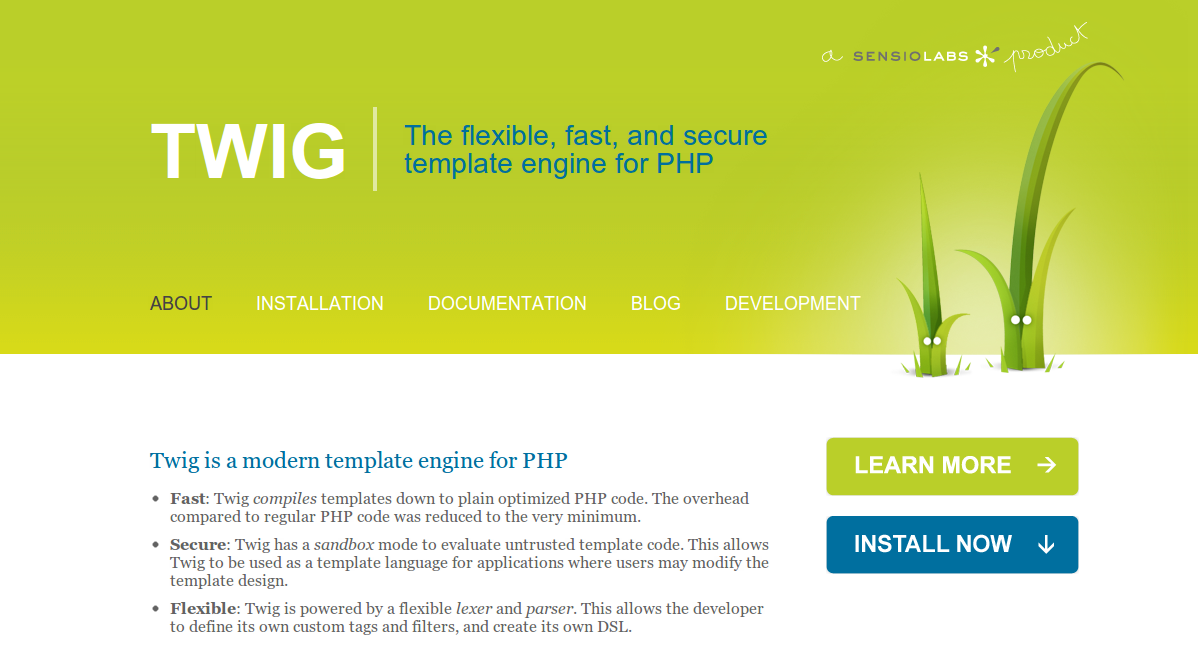 a SENSIOLABS product
TWIG
The flexible, fast, and secure
template engine for PHP
ABOUT INSTALLATION DOCUMENTATION BLOG DEVELOPMENT
Twig is a modern template engine for PHP
• Fast: Twig compiles templates down to plain optimized PHP code. The overhead
compared to regular PHP code was reduced to the very minimum.
• Secure: Twig has a sandbox mode to evaluate untrusted template code. This allows
Twig to be used as a template language for applications where users may modify the
template design.
• Flexible: Twig is powered by a flexible lexer and parser. This allows the developer
to define its own custom tags and filters, and create its own DSL.
LEARN MORE →
INSTALL NOW ↓